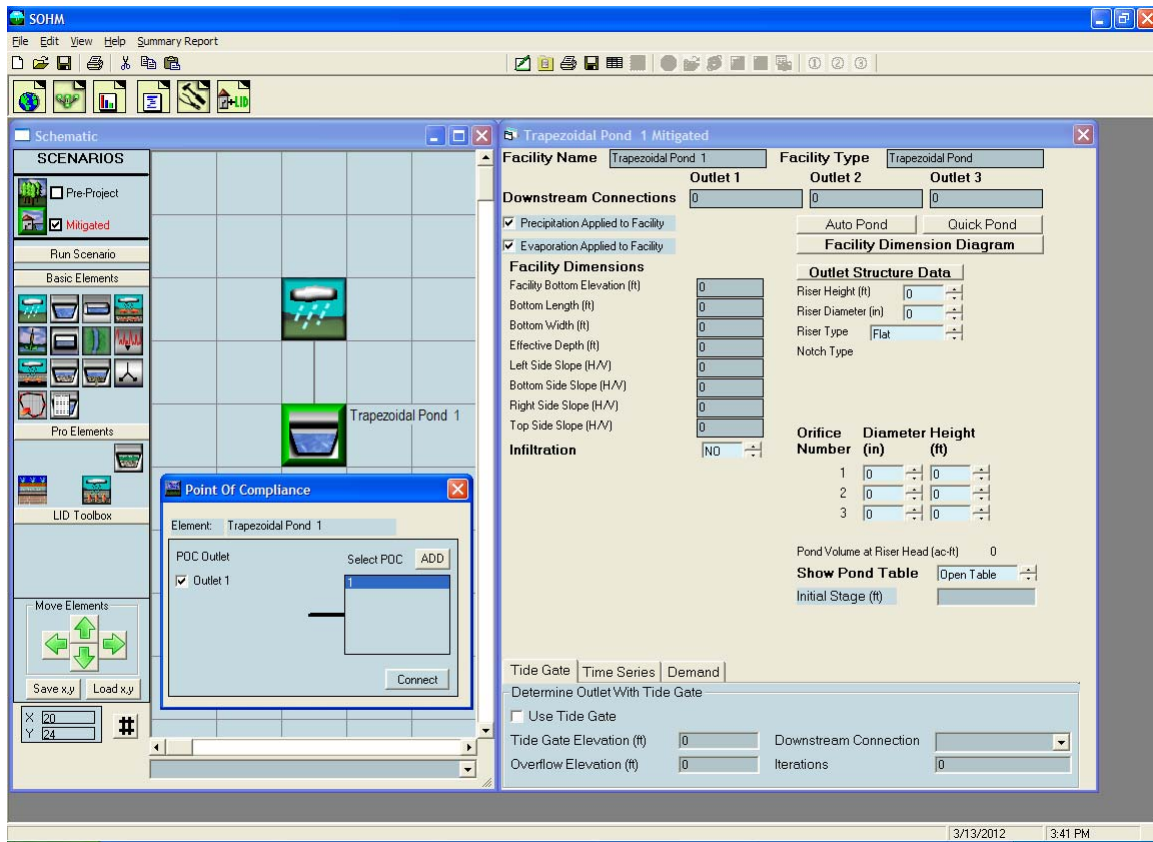 SOHM
File Edit View Help Summary Report
① ② ③
+LID
Schematic
SCENARIOS
Pre-Project
Mitigated
Run Scenario
Basic Elements
Pro Elements
LID Toolbox
Move Elements
Save x,y Load x,y
X 20
Y 24
#
Trapezoidal Pond 1
Point Of Compliance
Element: Trapezoidal Pond 1
POC Outlet Select POC ADD
Outlet 1 1
Connect
Trapezoidal Pond 1 Mitigated
Facility Name Trapezoidal Pond 1 Facility Type Trapezoidal Pond
Outlet 1 Outlet 2 Outlet 3
Downstream Connections 0 0 0
Precipitation Applied to Facility Auto Pond Quick Pond
Evaporation Applied to Facility Facility Dimension Diagram
Facility Dimensions Outlet Structure Data
Facility Bottom Elevation (ft) 0 Riser Height (ft) 0
Bottom Length (ft) 0 Riser Diameter (in) 0
Bottom Width (ft) 0 Riser Type Flat
Effective Depth (ft) 0 Notch Type
Left Side Slope (H/V) 0
Bottom Side Slope (H/V) 0
Right Side Slope (H/V) 0
Top Side Slope (H/V) 0
Infiltration NO
Orifice Diameter Height
Number (in) (ft)
1 0 0
2 0 0
3 0 0
Pond Volume at Riser Head (ac-ft) 0
Show Pond Table Open Table
Initial Stage (ft)
Tide Gate Time Series Demand
Determine Outlet With Tide Gate
Use Tide Gate
Tide Gate Elevation (ft) 0 Downstream Connection
Overflow Elevation (ft) 0 Iterations 0
3/13/2012 3:41 PM